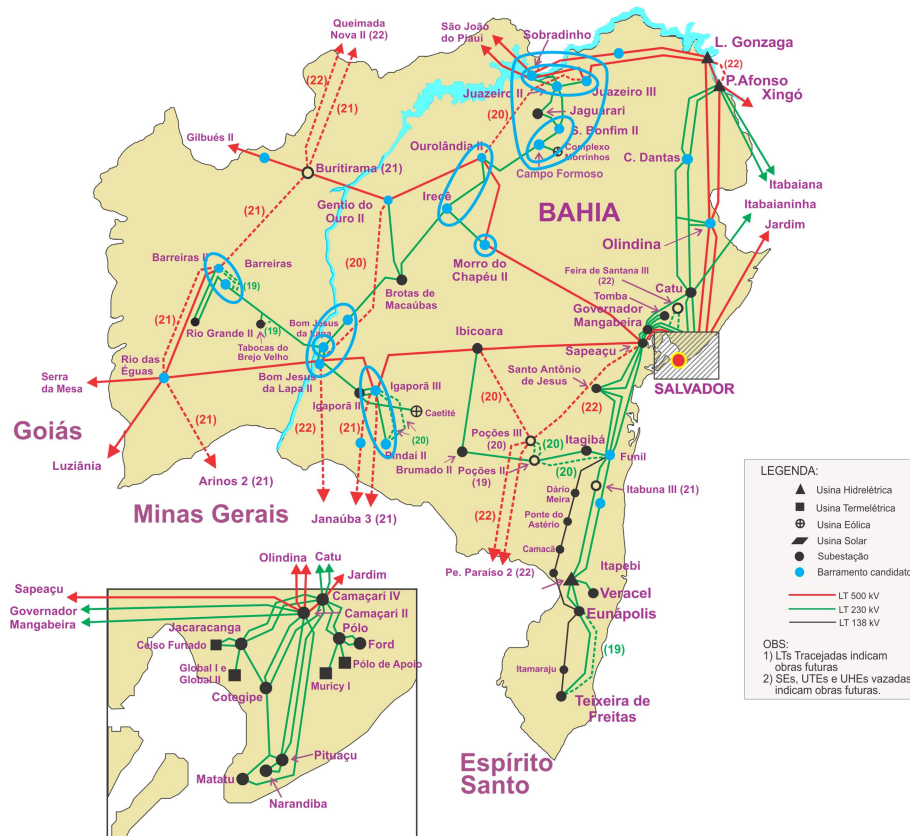 Queimada
Nova II (22)
São João
do Piauí
Sobradinho
L. Gonzaga
(22)
P.Afonso
Xingó
(22)
(21)
Juazeiro II
Juazeiro III
(20)
Jaguarari
Gilbués II
S. Bonfim II
Ourolândia II
Complexo
Morrinhos
Campo Formoso
C. Dantas
Buritirama (21)
Itabaiana
Irecê
BAHIA
Itabaianinha
Gentio do
Ouro II
(21)
Jardim
Olindina
Morro do
Chapéu II
Barreiras II
Barreiras
(20)
Feira de Santana III
(22)
Catu
(19)
Brotas de
Macaúbas
Tomba
Governador
Mangabeira
(21)
Rio Grande II
(19)
Bom Jesus
da Lapa
Ibicoara
Tabocas do
Brejo Velho
Sapeaçu
Rio das
Éguas
Santo Antônio
de Jesus
SALVADOR
Serra
da Mesa
Bom Jesus
da Lapa II
Igaporã III
Igaporã II
Caetité
(20)
(22)
(21)
Goiás
(22)
(21)
(20)
Poções III
(20)
Itagibá
(20)
Pindai II
Brumado II
Poções II
(19)
(20)
Funil
Luziânia
Arinos 2 (21)
Dário
Meira
Itabuna III (21)
Minas Gerais
Janaúba 3 (21)
(22)
Ponte do
Astério
Camacã
Pe. Paraiso 2 (22)
Itapebi
Veracel
Eunápolis
(19)
Itamaraju
Teixeira de
Freitas
Espírito
Santo
LEGENDA:
Usina Hidrelétrica
Usina Termelétrica
Usina Eólica
Usina Solar
Subestação
Barramento candidato
LT 500 kV
LT 230 kV
LT 138 kV
OBS:
1) LTs Tracejadas indicam
obras futuras
2) SEs, UTEs e UHEs vazadas
indicam obras futuras.
Olindina
Catu
Sapeaçu
Jardim
Camaçari IV
Governador
Mangabeira
Camaçari II
Jacaracanga
Pólo
Celso Furtado
Ford
Global I e
Global II
Pólo de Apoio
Muricy I
Cotegipe
Pituaçu
Matatu
Narandiba